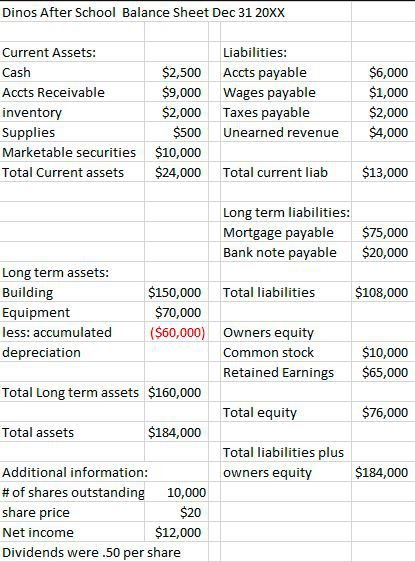 Dinos After School Balance Sheet Dec 31 20XX
Current Assets: Liabilities:
Cash $2,500 Accts payable $6,000
Accts Receivable $9,000 Wages payable $1,000
inventory $2,000 Taxes payable $2,000
Supplies $500 Unearned revenue $4,000
Marketable securities $10,000
Total Current assets $24,000 Total current liab $13,000
Long term liabilities:
Mortgage payable $75,000
Bank note payable $20,000
Long term assets:
Building $150,000 Total liabilities $108,000
Equipment $70,000
less: accumulated ($60,000) Owners equity
depreciation Common stock $10,000
Retained Earnings $65,000
Total Long term assets $160,000
Total equity $76,000
Total assets $184,000
Total liabilities plus
Additional information: owners equity $184,000
# of shares outstanding 10,000
share price $20
Net income $12,000
Dividends were .50 per share